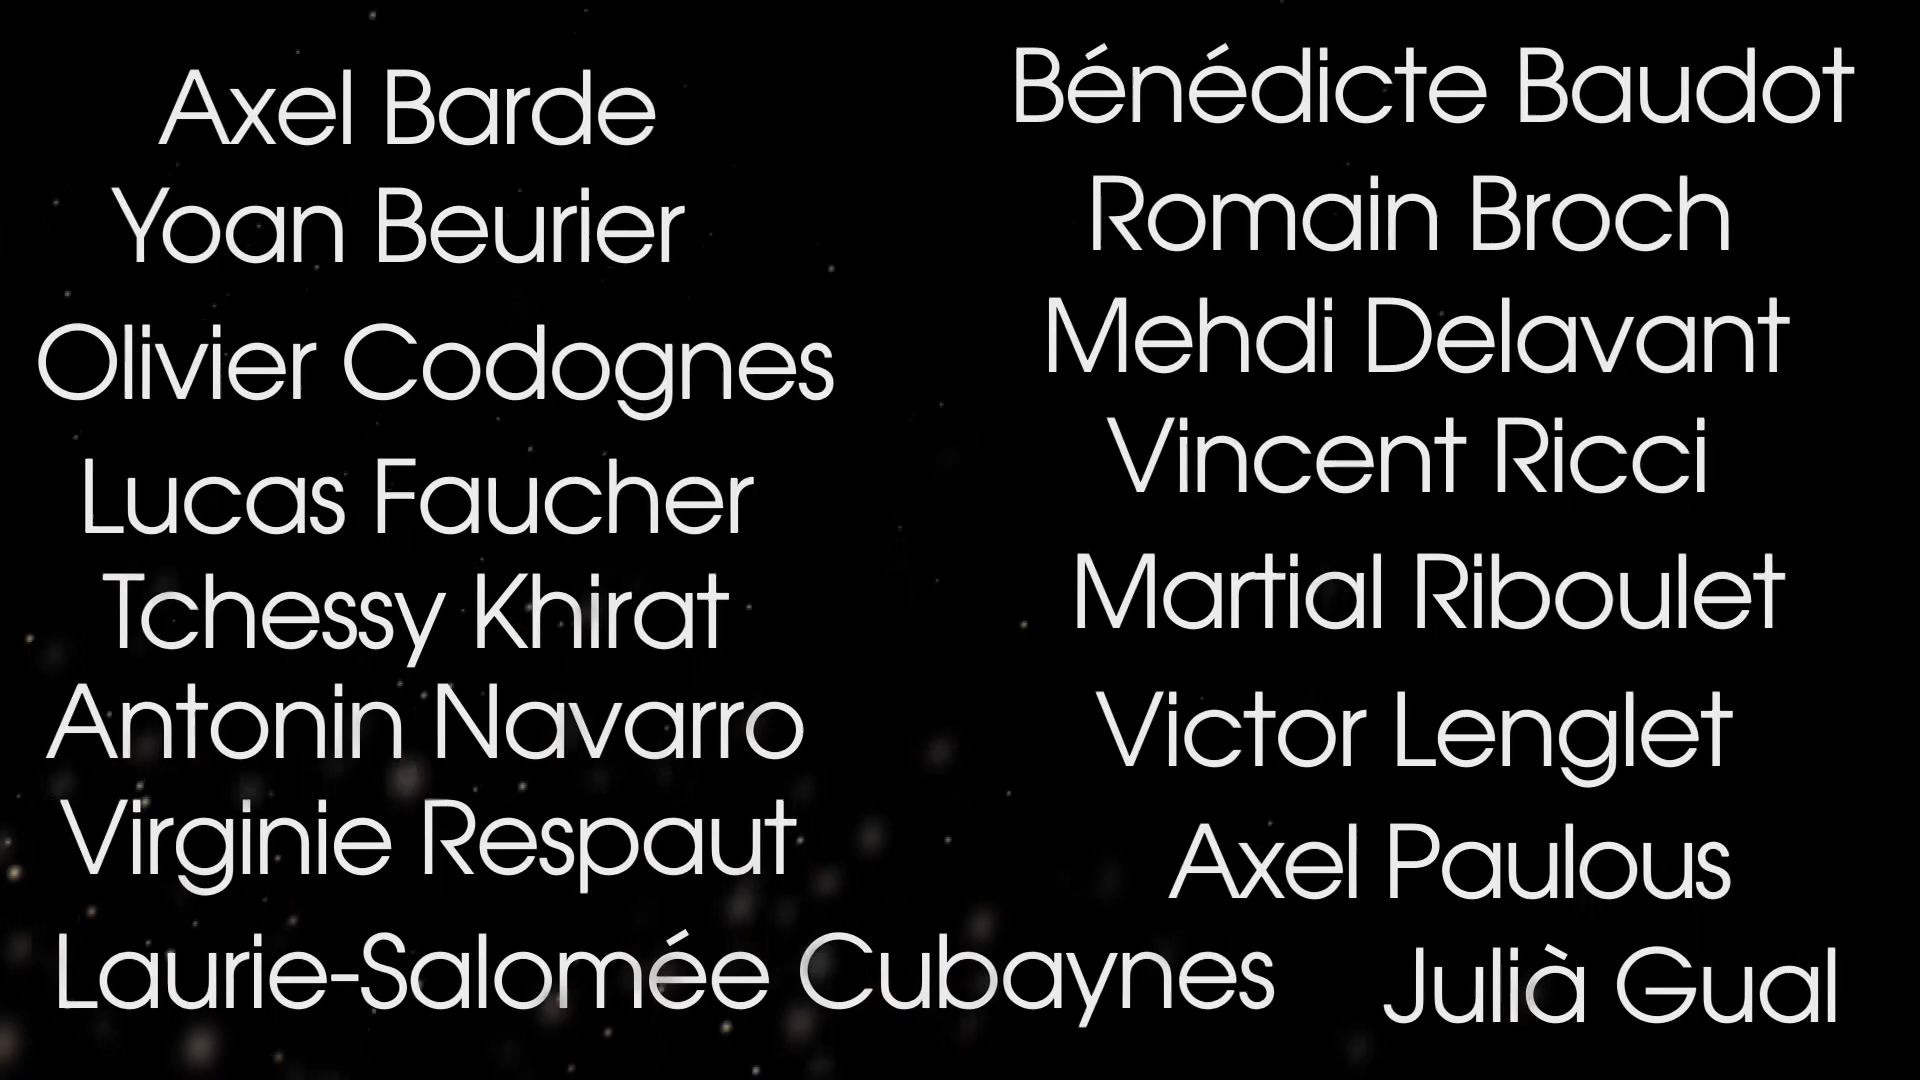 Axel Barde
Yoan Beurier
Olivier Codognes
Lucas Faucher
Tchessy Khirat
Antonin Navarro
Virginie Respaut
Laurie-Salomée Cubaynes
Bénédicte Baudot
Romain Broch
Mehdi Delavant
Vincent Ricci
Martial Riboulet
Victor Lenglet
Axel Paulous
Julià Gual